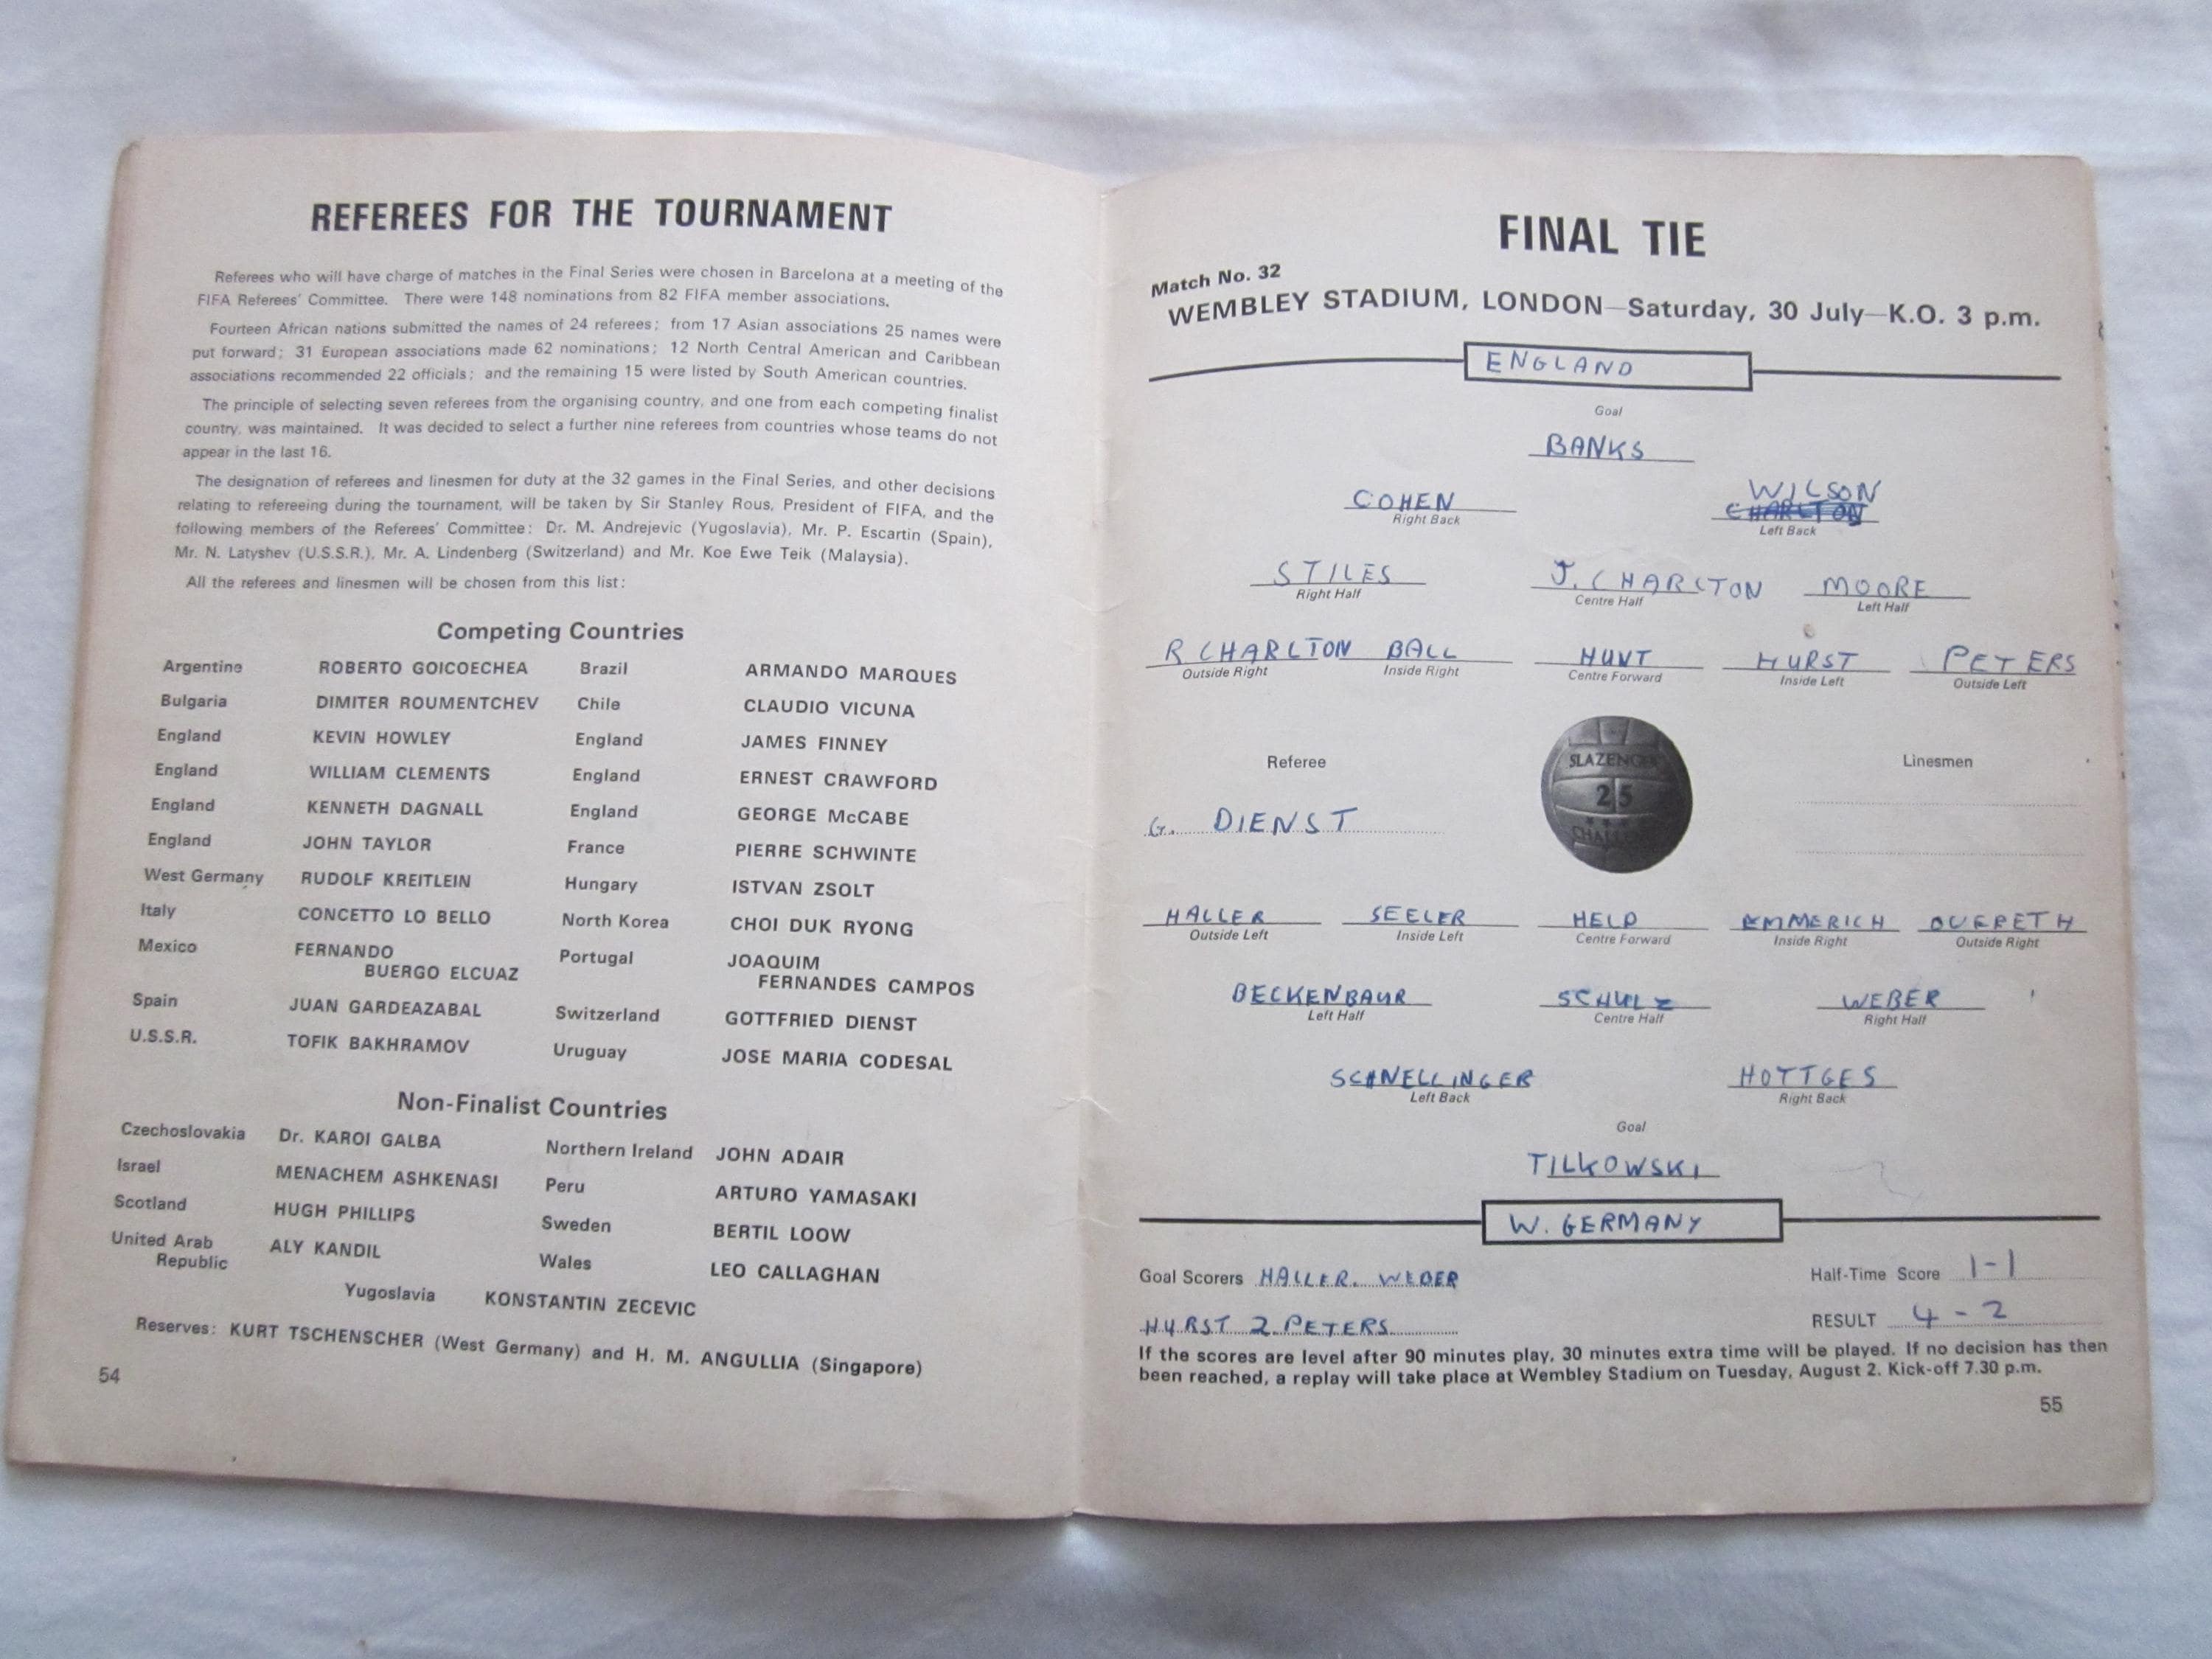 REFEREES FOR THE TOURNAMENT
Referees who will have charge of matches in the Final Series were chosen in Barcelona at a meeting of the
FIFA Referees' Committee. There were 148 nominations from 82 FIFA member associations.
Fourteen African nations submitted the names of 24 referees; from 17 Asian associations 25 names were
put forward; 31 European associations made 62 nominations; 12 North Central American and Caribbean
associations recommended 22 officials; and the remaining 15 were listed by South American countries.
The principle of selecting seven referees from the organising country, and one from each competing finalist
country, was maintained. It was decided to select a further nine referees from countries whose teams do not
appear in the last 16.
The designation of referees and linesmen for duty at the 32 games in the Final Series, and other decisions
relating to refereeing during the tournament, will be taken by Sir Stanley Rous, President of FIFA, and the
following members of the Referees' Committee: Dr. M. Andrejevic (Yugoslavia), Mr. P. Escartin (Spain),
Mr. N. Latyshev (U.S.S.R.), Mr. A. Lindenberg (Switzerland) and Mr. Koe Ewe Teik (Malaysia).
All the referees and linesmen will be chosen from this list:
Competing Countries
Argentine ROBERTO GOICOECHEA Brazil ARMANDO MARQUES
Bulgaria DIMITER ROUMENTCHEV Chile CLAUDIO VICUNA
England KEVIN HOWLEY England JAMES FINNEY
England WILLIAM CLEMENTS England ERNEST CRAWFORD
England KENNETH DAGNALL England GEORGE McCABE
England JOHN TAYLOR France PIERRE SCHWINTE
West Germany RUDOLF KREITLEIN Hungary ISTVAN ZSOLT
Italy CONCETTO LO BELLO North Korea CHOI DUK RYONG
Mexico FERNANDO Portugal JOAQUIM
BUERGO ELCUAZ FERNANDES CAMPOS
Spain JUAN GARDEAZABAL Switzerland GOTTFRIED DIENST
U.S.S.R. TOFIK BAKHRAMOV Uruguay JOSE MARIA CODESAL
Non-Finalist Countries
Czechoslovakia Dr. KAROI GALBA Northern Ireland JOHN ADAIR
Israel MENACHEM ASHKENASI Peru ARTURO YAMASAKI
Scotland HUGH PHILLIPS Sweden BERTIL LOOW
United Arab ALY KANDIL Wales LEO CALLAGHAN
Republic
Yugoslavia KONSTANTIN ZECEVIC
Reserves: KURT TSCHENSCHER (West Germany) and H. M. ANGULLIA (Singapore)
54
FINAL TIE
Match No. 32
WEMBLEY STADIUM, LONDON—Saturday, 30 July—K.O. 3 p.m.
ENGLAND
Goal
BANKS
WILSON
COHEN CHARLTON
Right Back Left Back
STILES J. CHARLTON MOORE
Right Half Centre Half Left Half
R CHARLTON BALL HUNT HURST PETERS
Outside Right Inside Right Centre Forward Inside Left Outside Left
Referee Linesmen
SLAZENGER
25
CHALL
G. DIENST
HALLER SEELER HELD EMMERICH OVERETH
Outside Left Inside Left Centre Forward Inside Right Outside Right
BECKENBAUR SCHULZ WEBER
Left Half Centre Half Right Half
SCHNELLINGER HOTTGES
Left Back Right Back
Goal
TILKOWSKI
W. GERMANY
Goal Scorers HALLER. WEBER Half-Time Score 1-1
HURST 2 PETERS RESULT 4-2
If the scores are level after 90 minutes play, 30 minutes extra time will be played. If no decision has then
been reached, a replay will take place at Wembley Stadium on Tuesday, August 2. Kick-off 7.30 p.m.
55